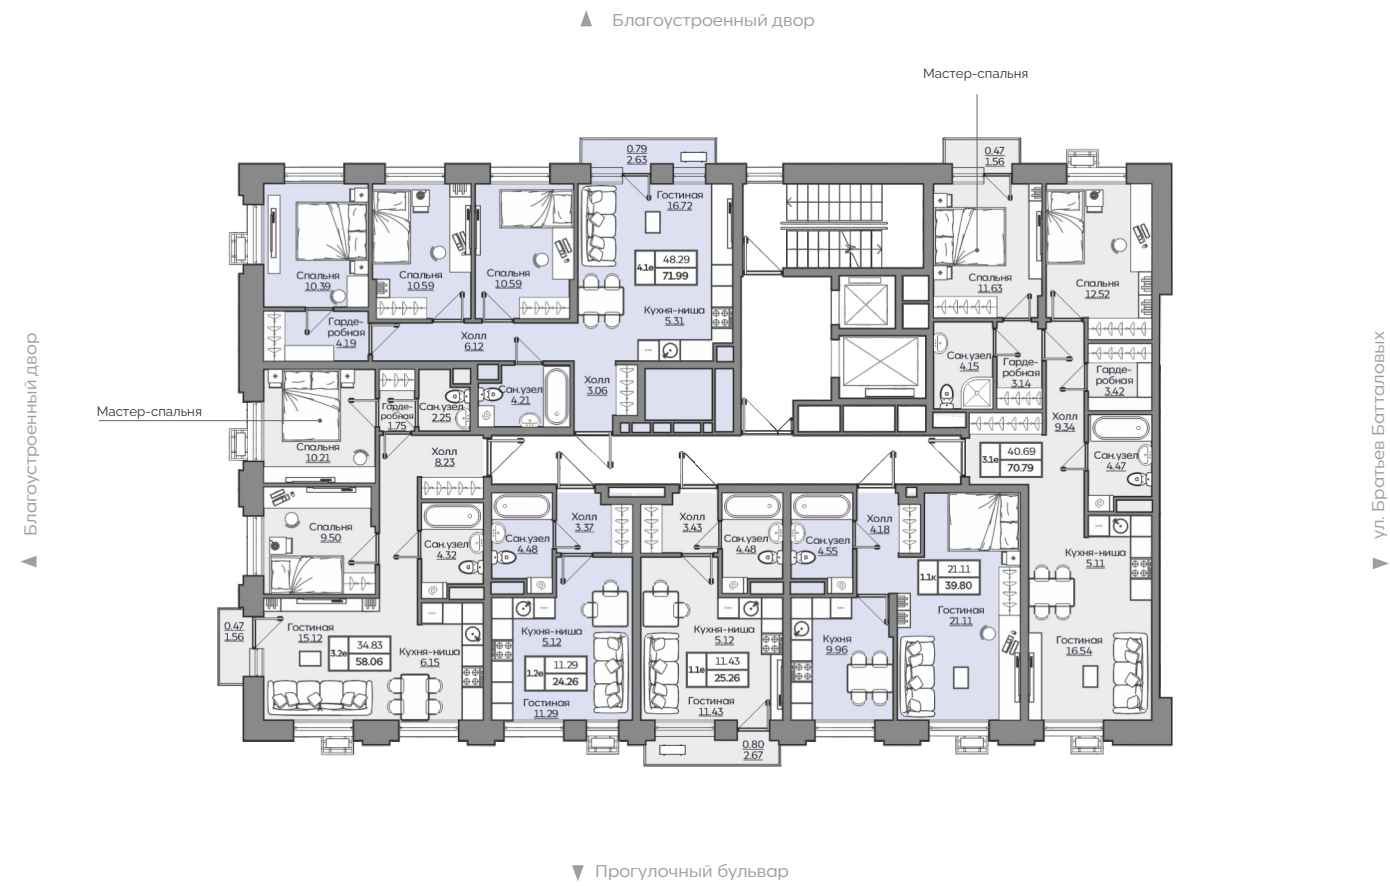 Благоустроенный двор
Мастер-спальня
0.79
2.63
0.47
1.56
Гостиная
16.72
48.29
4.1е
71.99
Спальня
10.39
Спальня
10.59
Спальня
10.59
Спальня
11.63
Спальня
12.52
Кухня-ниша
5.31
Гарде-
робная
4.19
Холл
6.12
Сан.узел
4.15
Гарде-
робная
3.14
Гарде-
робная
3.42
Холл
3.06
Сан.узел
4.21
Мастер-спальня
Гарде-
робная
1.75
Сан.узел
2.25
Холл
9.34
Спальня
10.21
Холл
8.23
40.69
3.1е
70.79
Сан.узел
4.47
Спальня
9.50
Сан.узел
4.32
Сан.узел
4.48
Холл
3.37
Холл
3.43
Сан.узел
4.48
Сан.узел
4.55
Холл
4.18
Кухня-ниша
5.11
21.11
1.1к
39.80
Гостиная
21.11
0.47
1.56
Гостиная
15.12
34.83
3.2е
58.06
Кухня-ниша
6.15
Кухня-ниша
5.12
11.29
1.2е
24.26
Гостиная
11.29
Кухня-ниша
5.12
11.43
1.1е
25.26
Гостиная
11.43
Кухня
9.96
Гостиная
16.54
0.80
2.67
Благоустроенный двор
ул. Братьев Батталовых
Прогулочный бульвар